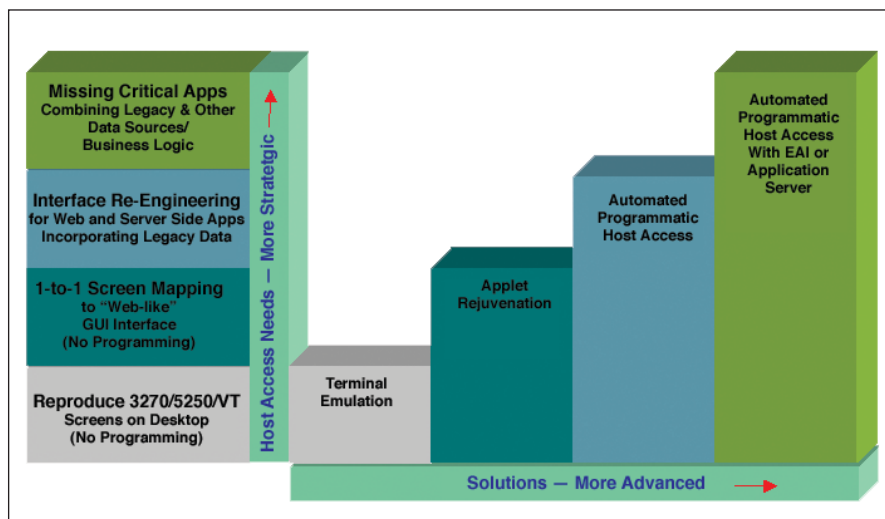 Missing Critical Apps
Combining Legacy & Other
Data Sources/
Business Logic
Interface Re-Engineering
for Web and Server Side Apps
Incorporating Legacy Data
1-to-1 Screen Mapping
to “Web-like”
GUI Interface
(No Programming)
Reproduce 3270/5250/VT
Screens on Desktop
(No Programming)
Host Access Needs — More Stratetgic
Terminal
Emulation
Applet
Rejuvenation
Automated
Programmatic
Host Access
Automated
Programmatic
Host Access
With EAI or
Application
Server
Solutions — More Advanced